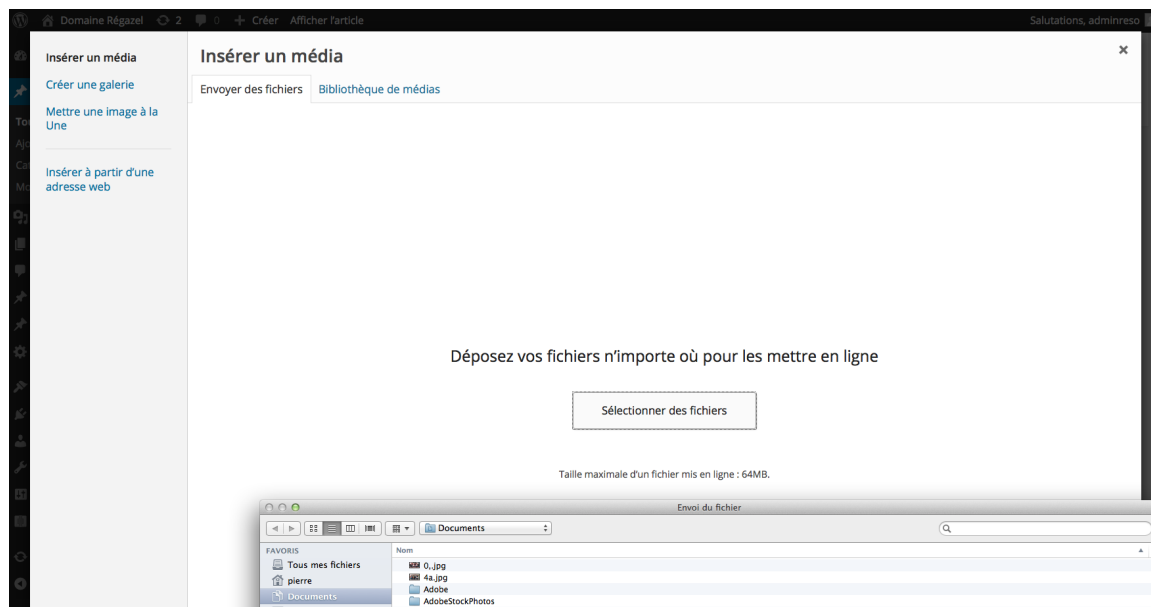 Domaine Régazel 2 0 + Créer Afficher l'article Salutations, adminreso
Insérer un média
Créer une galerie
Mettre une image à la
Une
Insérer à partir d'une
adresse web
Insérer un média ×
Envoyer des fichiers Bibliothèque de médias
Déposez vos fichiers n'importe où pour les mettre en ligne
Sélectionner des fichiers
Taille maximale d'un fichier mis en ligne : 64MB.
Envoi du fichier
Documents
FAVORIS
Tous mes fichiers
pierre
Documents
Nom
0,.jpg
4a.jpg
Adobe
AdobeStockPhotos